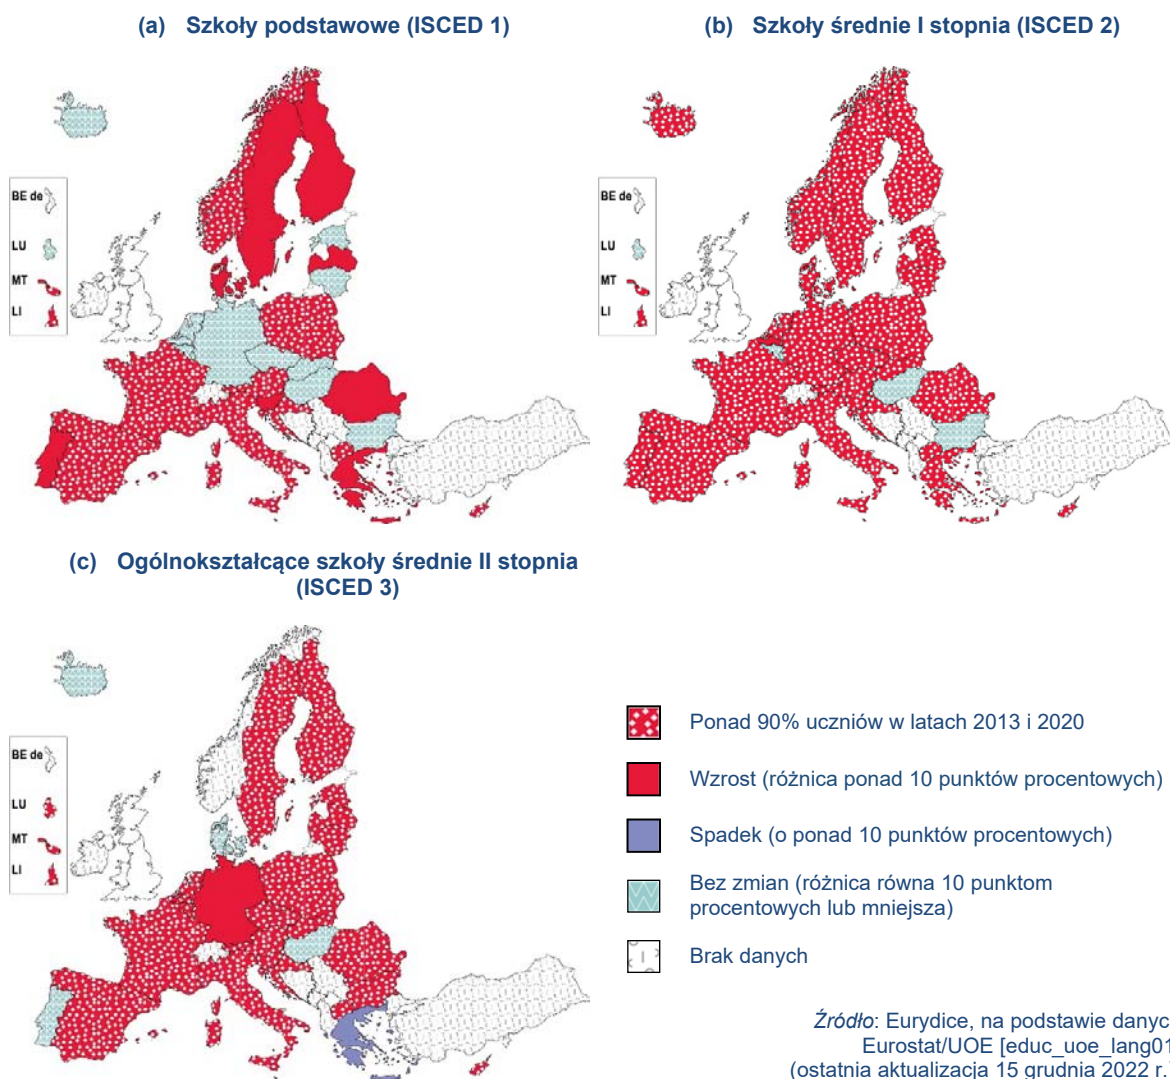 (a) Szkoły podstawowe (ISCED 1)
(b) Szkoły średnie I stopnia (ISCED 2)
BE de
LU
MT
LI
BE de
LU
MT
LI
(c) Ogólnokształcące szkoły średnie II stopnia
(ISCED 3)
BE de
LU
MT
LI
Ponad 90% uczniów w latach 2013 i 2020
Wzrost (różnica ponad 10 punktów procentowych)
Spadek (o ponad 10 punktów procentowych)
Bez zmian (różnica równa 10 punktom
procentowych lub mniejsza)
Brak danych
Źródło: Eurydice, na podstawie danyc
Eurostat/UOE [educ_uoe_lang01
(ostatnia aktualizacja 15 grudnia 2022 r.